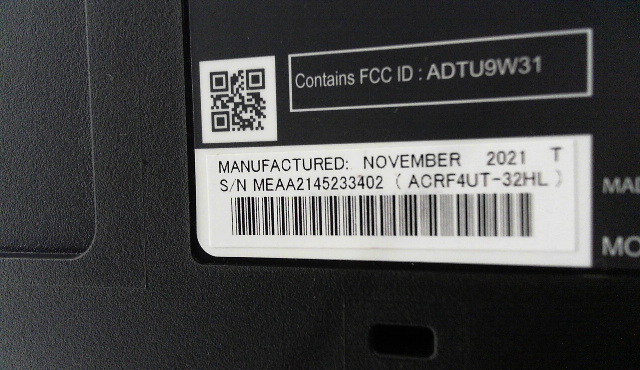 Contains FCC ID : ADTU9W31
MANUFACTURED: NOVEMBER 2021 T
S/N MEAA2145233402 ( ACRF4UT-32HL )